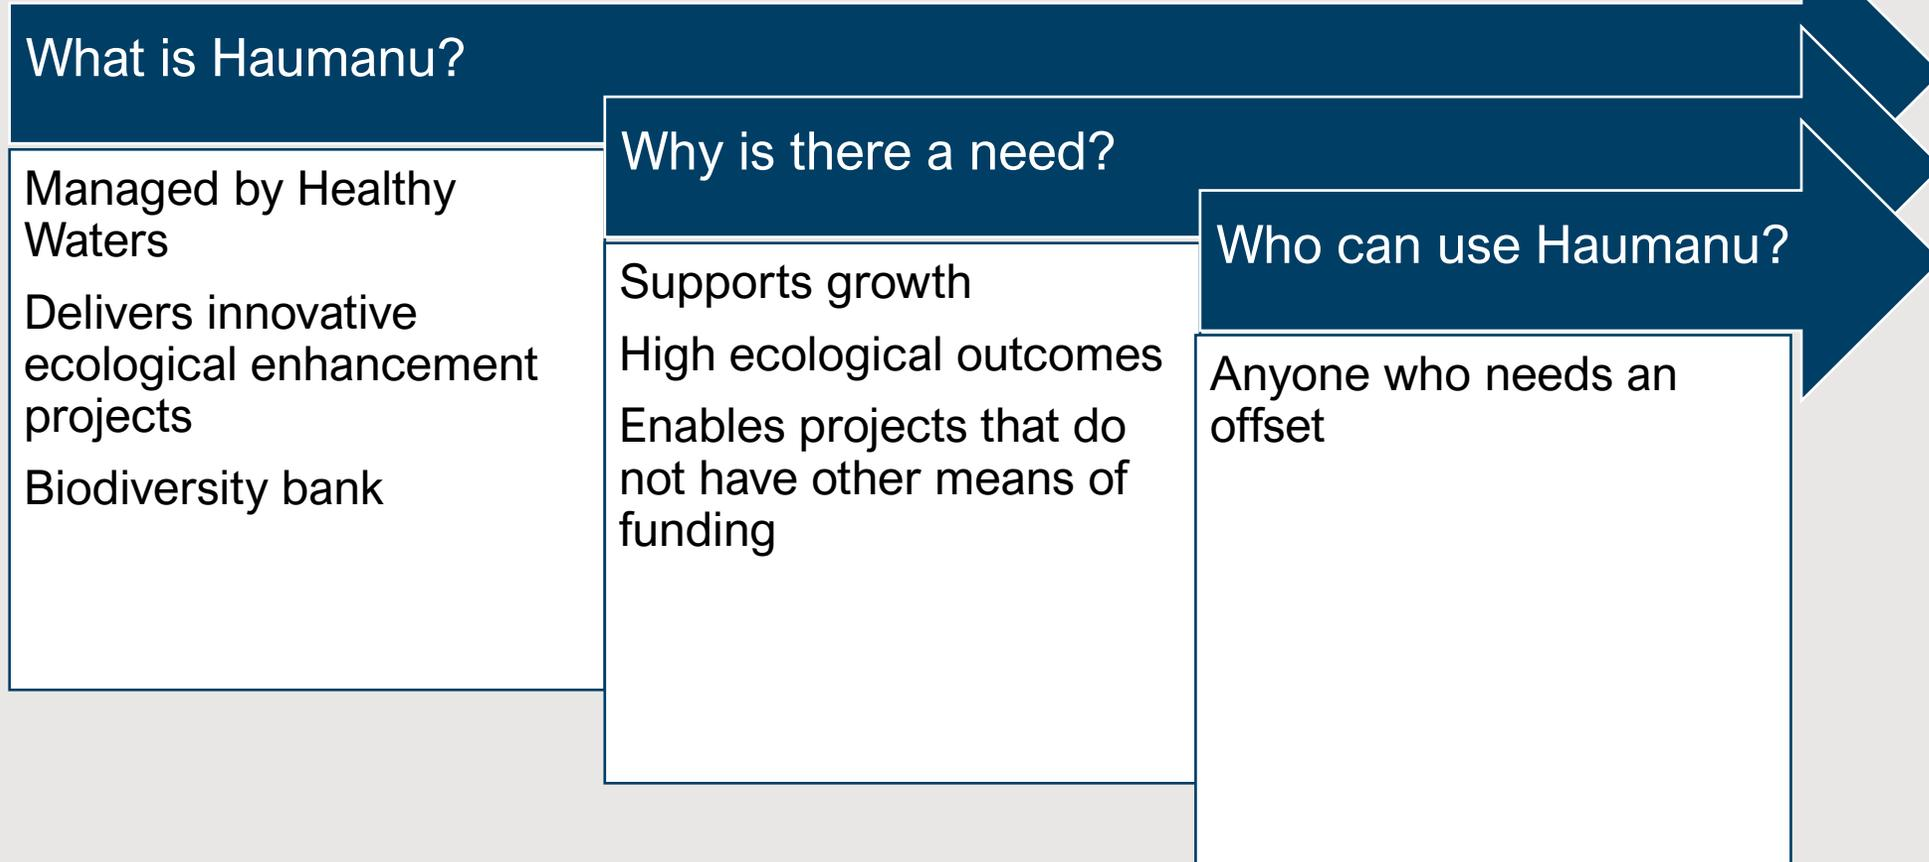 What is Haumanu?
Managed by Healthy
Waters
Delivers innovative
ecological enhancement
projects
Biodiversity bank
Why is there a need?
Supports growth
High ecological outcomes
Enables projects that do
not have other means of
funding
Who can use Haumanu?
Anyone who needs an
offset